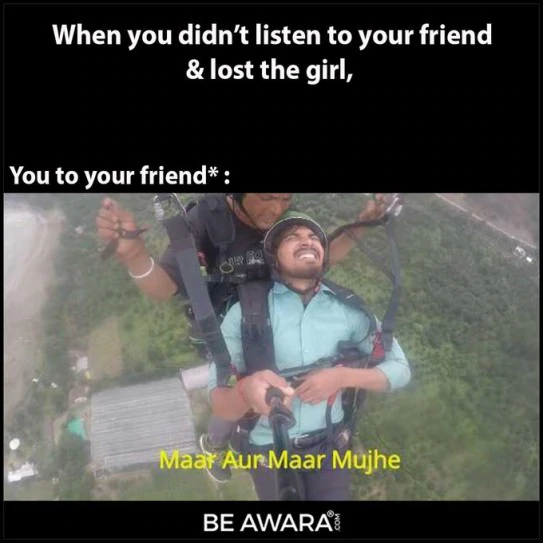 When you didn’t listen to your friend
& lost the girl,
You to your friend* :
Maar Aur Maar Mujhe
BE AWARA®.COM